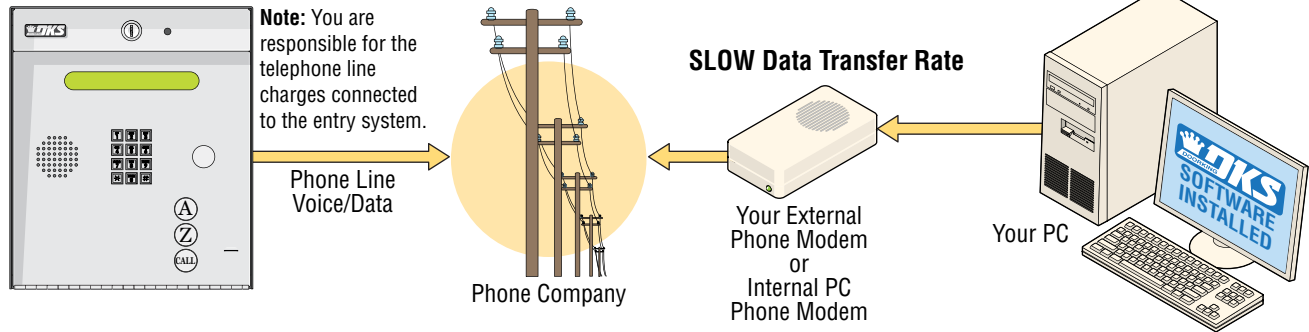 DKS
Note: You are
responsible for the
telephone line
charges connected
to the entry system.
A
Z
CALL
Phone Line
Voice/Data
Phone Company
SLOW Data Transfer Rate
Your External
Phone Modem
or
Internal PC
Phone Modem
Your PC
DOORKING
DKS
SOFTWARE
INSTALLED